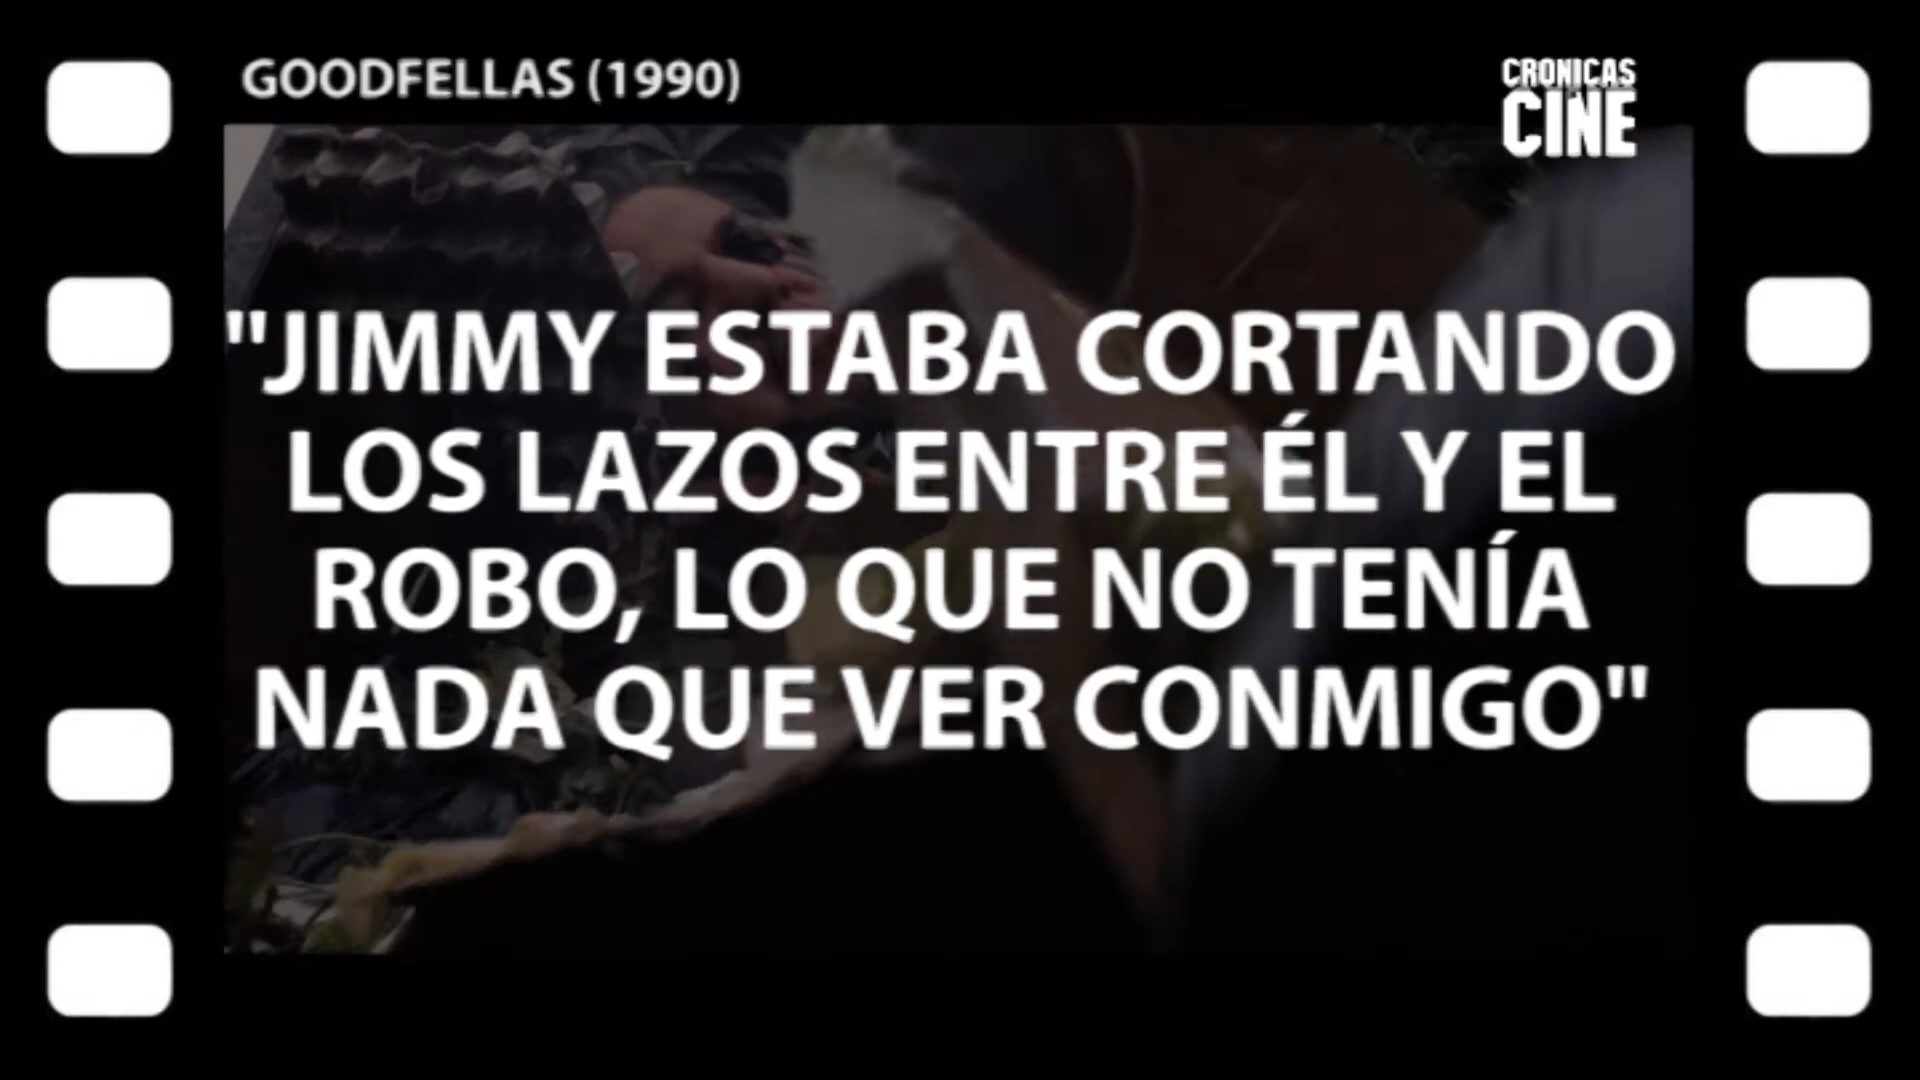 GOODFELLAS (1990)
CRONICAS
CINE
"JIMMY ESTABA CORTANDO
LOS LAZOS ENTRE ÉL Y EL
ROBO, LO QUE NO TENÍA
NADA QUE VER CONMIGO"